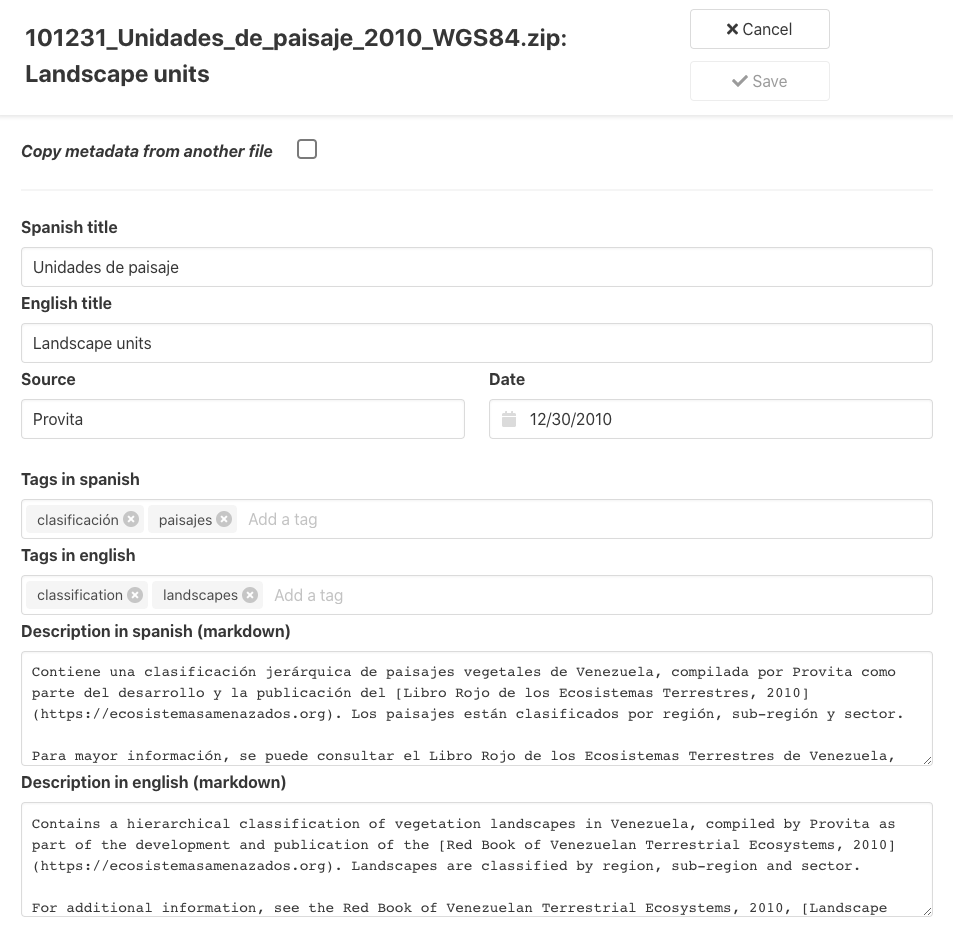 101231_Unidades_de_paisaje_2010_WGS84.zip:
Landscape units
Cancel
Save
Copy metadata from another file
Spanish title
Unidades de paisaje
English title
Landscape units
Source
Date
Provita
12/30/2010
Tags in spanish
clasificación paisajes Add a tag
Tags in english
classification landscapes Add a tag
Description in spanish (markdown)
Contiene una clasificación jerárquica de paisajes vegetales de Venezuela, compilada por Provita como
parte del desarrollo y la publicación del [Libro Rojo de los Ecosistemas Terrestres, 2010]
(https://ecosistemasamenazados.org). Los paisajes están clasificados por región, sub-región y sector.
Para mayor información, se puede consultar el Libro Rojo de los Ecosistemas Terrestres de Venezuela,
Description in english (markdown)
Contains a hierarchical classification of vegetation landscapes in Venezuela, compiled by Provita as
part of the development and publication of the [Red Book of Venezuelan Terrestrial Ecosystems, 2010]
(https://ecosistemasamenazados.org). Landscapes are classified by region, sub-region and sector.
For additional information, see the Red Book of Venezuelan Terrestrial Ecosystems, 2010, [Landscape